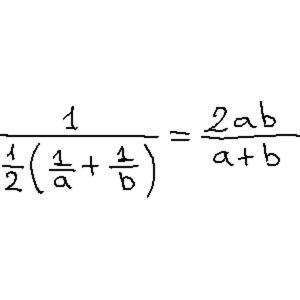 1/(1/2(1/a + 1/b)) = 2ab/(a+b)